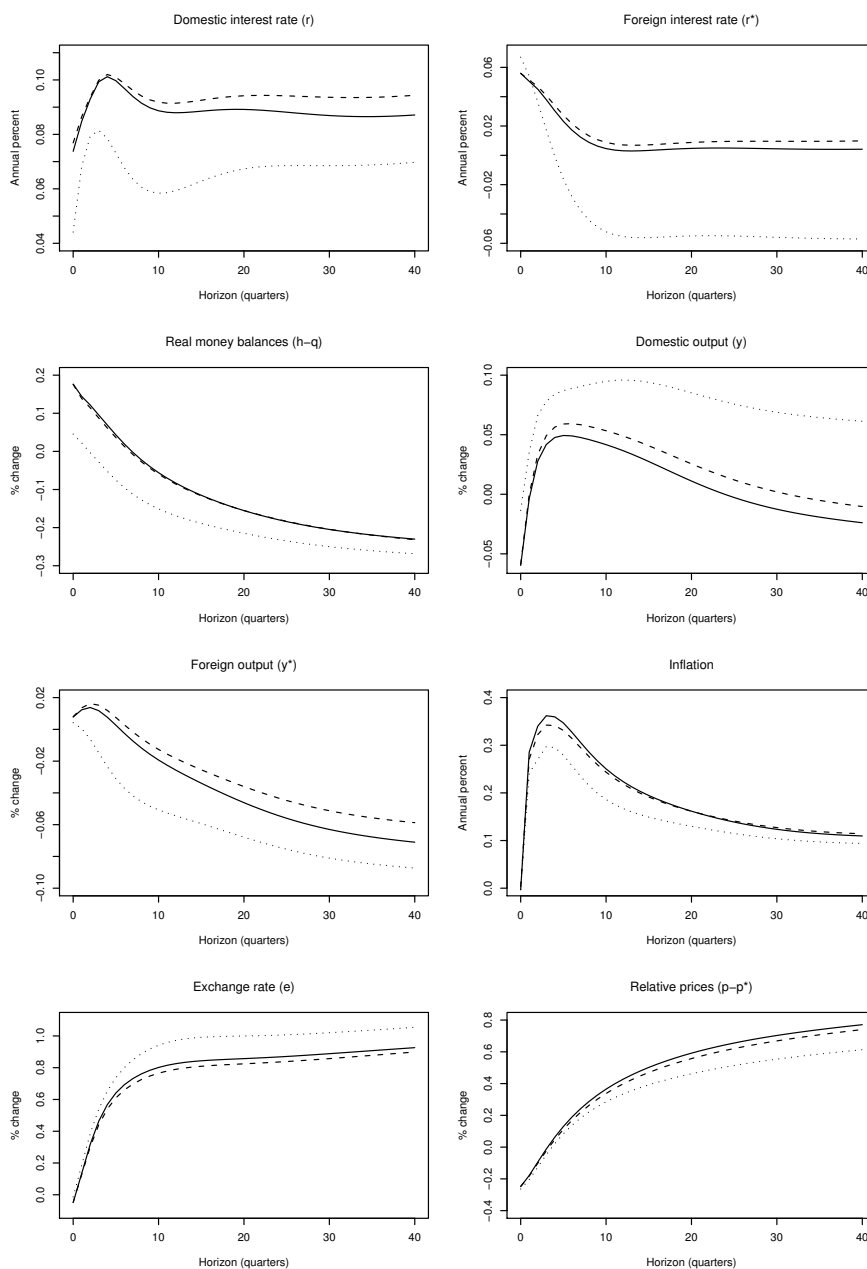 Domestic interest rate (r)
Annual percent
0.04 0.06 0.08 0.10
0 10 20 30 40
Horizon (quarters)
Foreign interest rate (r*)
Annual percent
−0.06 −0.02 0.02 0.06
0 10 20 30 40
Horizon (quarters)
Real money balances (h−q)
% change
−0.3 −0.2 −0.1 0.0 0.1 0.2
0 10 20 30 40
Horizon (quarters)
Domestic output (y)
% change
−0.05 0.00 0.05 0.10
0 10 20 30 40
Horizon (quarters)
Foreign output (y*)
% change
−0.10 −0.06 −0.02 0.02
0 10 20 30 40
Horizon (quarters)
Inflation
Annual percent
0.0 0.1 0.2 0.3 0.4
0 10 20 30 40
Horizon (quarters)
Exchange rate (e)
% change
0.0 0.2 0.4 0.6 0.8 1.0
0 10 20 30 40
Horizon (quarters)
Relative prices (p−p*)
% change
−0.4 −0.2 0.0 0.2 0.4 0.6 0.8
0 10 20 30 40
Horizon (quarters)